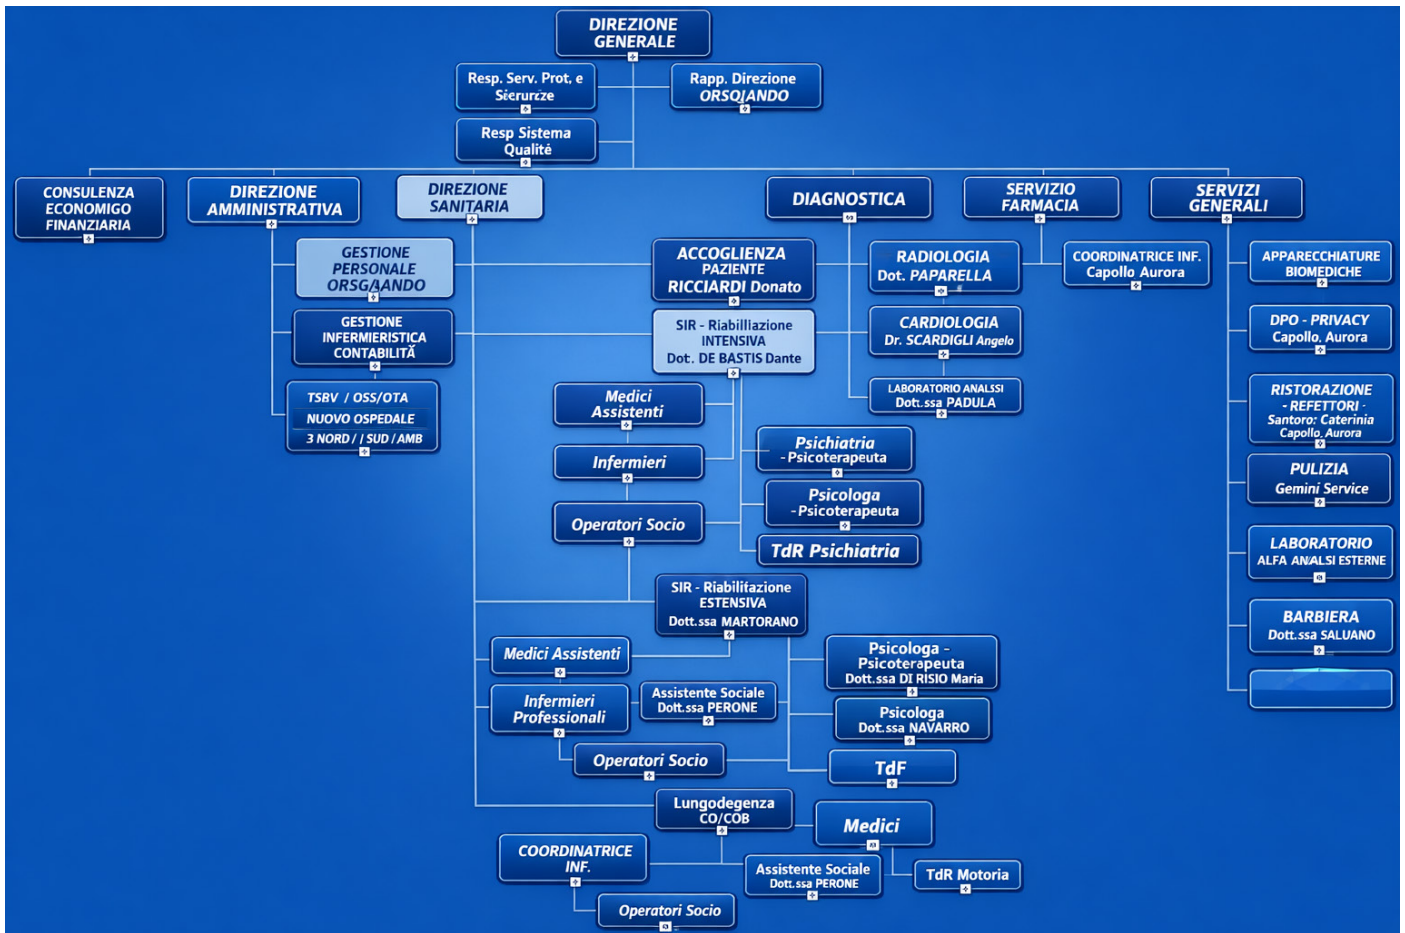 DIREZIONE
GENERALE
Resp. Serv. Prot. e
Rapp. Direzione
ORSOJANDO
Resp Sistema
Qualité
CONSULENZA
ECONOMIGO
FINANZIARIA
DIREZIONE
AMMINISTRATIVA
DIREZIONE
SANITARIA
DIAGNOSTICA
SERVIZIO
FARMACIA
SERVIZI
GENERALI
GESTIONE
PERSONALE
ACCOGLIENZA
PAZIENTE
RICCIARDI Donato
RADIOLOGIA
Dot. PAPARELLA
COORDINATRICE INF.
Capollo Aurora
APPARECCHIATURE
BIOMEDICHE
GESTIONE
INFERMIERISTICA
CONTABILITÀ
SIR - Riabilliazione
INTENSIVA
Dot. DE BASTIS Dante
CARDIOLOGIA
Dr. SCARDIGLI Angelo
DPO - PRIVACY
Capollo. Aurora
TSBV / OSS/OTA
NUOVO OSPEDALE
3 NORD / / SUD / AMB
Medici
Assistenti
LABORATORIO ANALSSI
Dott.ssa PADULA
RISTORAZIONE
- REFETTORI -
Santoro: Caterinia
Capollo, Aurora
Infermieri
Psichiatria
-Psicoterapeuta
PULIZIA
Gemini Service
Operatori Socio
Psicologa
-Psicoterapeuta
TdR Psichiatria
LABORATORIO
ALFA ANALSI ESTERNE
SIR - Riabilitazione
ESTENSIVA
Dott.ssa MARTORANO
BARBIERA
Dott.ssa SALUANO
Medici Assistenti
Psicologa -
Psicoterapeuta
Dott.ssa DI RISIO Maria
Infermieri
Professionali
Assistente Sociale
Dott.ssa PERONE
Psicologa
Dot.ssa NAVARRO
Operatori Socio
TdF
Lungodegenza
CO/COB
Medici
COORDINATRICE
INF.
Assistente Sociale
Dott.ssa PERONE
TdR Motoria
Operatori Socio